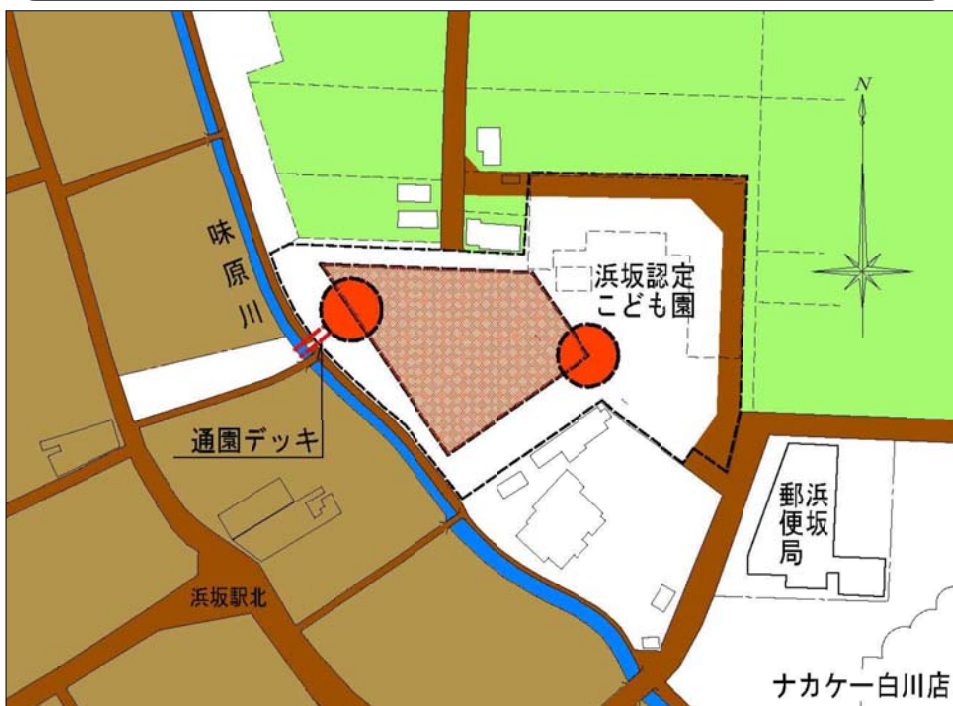 N
味原川
浜坂認定
こども園
通園デッキ
浜坂
郵便局
浜坂駅北
ナカケー白川店